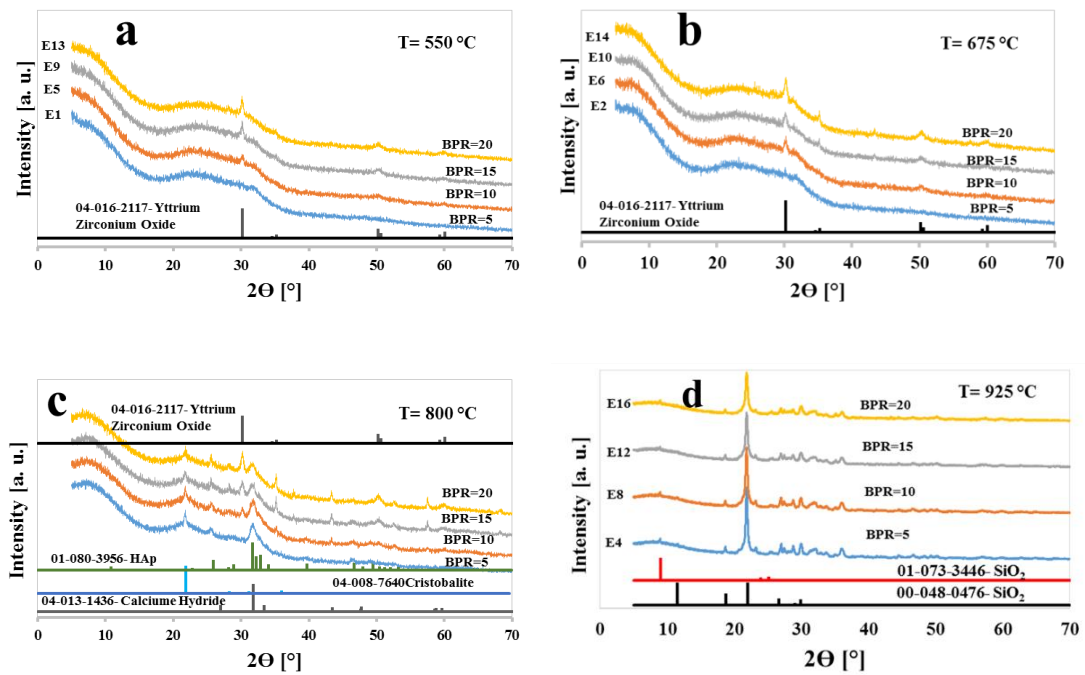 a
T= 550 °C
E13
E9
E5
E1
BPR=20
BPR=15
BPR=10
BPR=5
04-016-2117- Yttrium
Zirconium Oxide
Intensity [a. u.]
0 10 20 30 40 50 60 70
2Ɵ [°]
b
T= 675 °C
E14
E10
E6
E2
BPR=20
BPR=15
BPR=10
BPR=5
04-016-2117- Yttrium
Zirconium Oxide
Intensity [a. u.]
0 10 20 30 40 50 60 70
2Ɵ [°]
c
04-016-2117- Yttrium
Zirconium Oxide
T= 800 °C
BPR=20
BPR=15
BPR=10
BPR=5
01-080-3956- HAp
04-008-7640Cristobalite
04-013-1436- Calciume Hydride
Intensity [a. u.]
0 10 20 30 40 50 60 70
2Ɵ [°]
d
T= 925 °C
E16
BPR=20
E12
BPR=15
E8
BPR=10
E4
BPR=5
01-073-3446- SiO₂
00-048-0476- SiO₂
Intensity [a. u.]
0 10 20 30 40 50 60 70
2Ɵ [°]